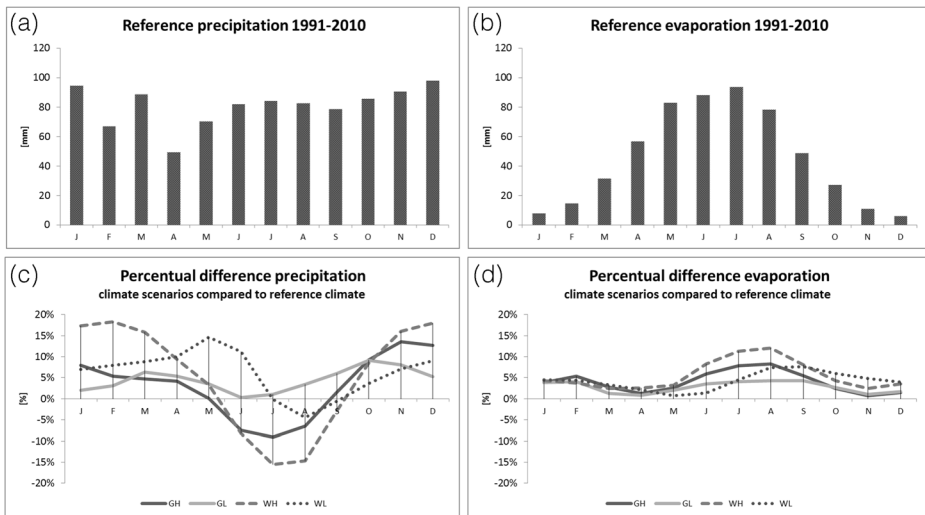 (a)
Reference precipitation 1991-2010
120
100
80
60
40
20
0
[mm]
J F M A M J J A S O N D
(b)
Reference evaporation 1991-2010
120
100
80
60
40
20
0
[mm]
J F M A M J J A S O N D
(c)
Percentual difference precipitation
climate scenarios compared to reference climate
20%
15%
10%
5%
0%
-5%
-10%
-15%
-20%
[%]
J F M A M J J A S O N D
GH GL WH WL
(d)
Percentual difference evaporation
climate scenarios compared to reference climate
20%
15%
10%
5%
0%
-5%
-10%
-15%
-20%
[%]
J F M A M J J A S O N D
GH GL WH WL